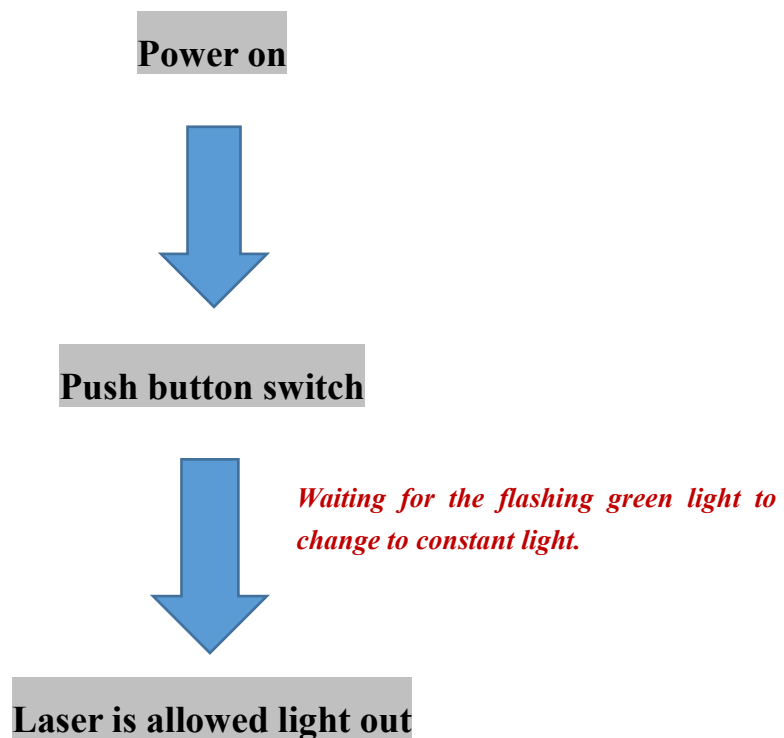 Power on
Push button switch
Waiting for the flashing green light to
change to constant light.
Laser is allowed light out